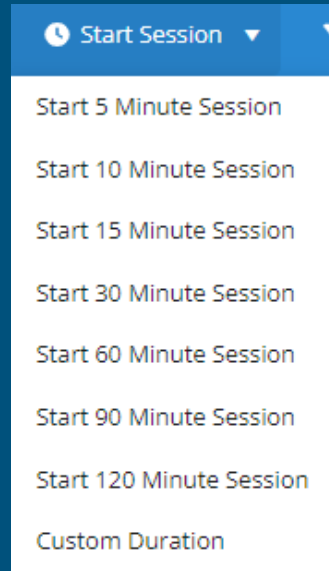 Start Session
Start 5 Minute Session
Start 10 Minute Session
Start 15 Minute Session
Start 30 Minute Session
Start 60 Minute Session
Start 90 Minute Session
Start 120 Minute Session
Custom Duration